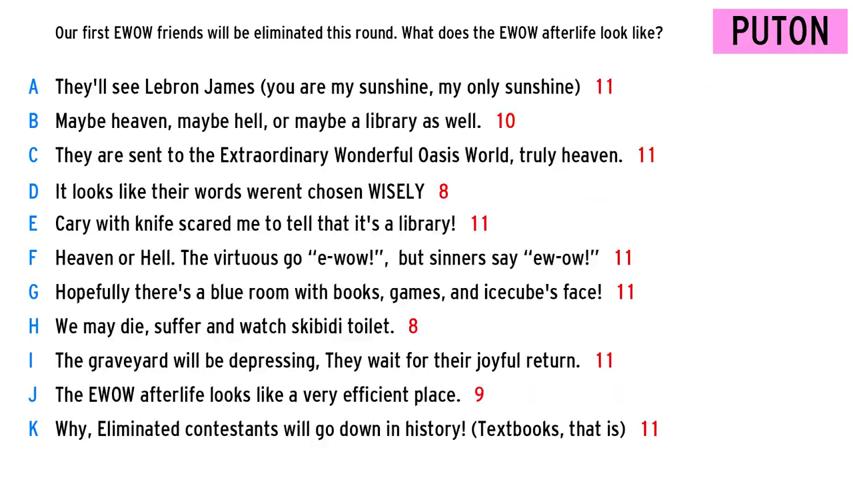 Our first EWOW friends will be eliminated this round. What does the EWOW afterlife look like?
PUTON
A They'll see Lebron James (you are my sunshine, my only sunshine) 11
B Maybe heaven, maybe hell, or maybe a library as well. 10
C They are sent to the Extraordinary Wonderful Oasis World, truly heaven. 11
D It looks like their words werent chosen WISELY 8
E Cary with knife scared me to tell that it's a library! 11
F Heaven or Hell. The virtuous go “e-wow!”, but sinners say “ew-ow!” 11
G Hopefully there's a blue room with books, games, and icecube's face! 11
H We may die, suffer and watch skibidi toilet. 8
I The graveyard will be depressing, They wait for their joyful return. 11
J The EWOW afterlife looks like a very efficient place. 9
K Why, Eliminated contestants will go down in history! (Textbooks, that is) 11